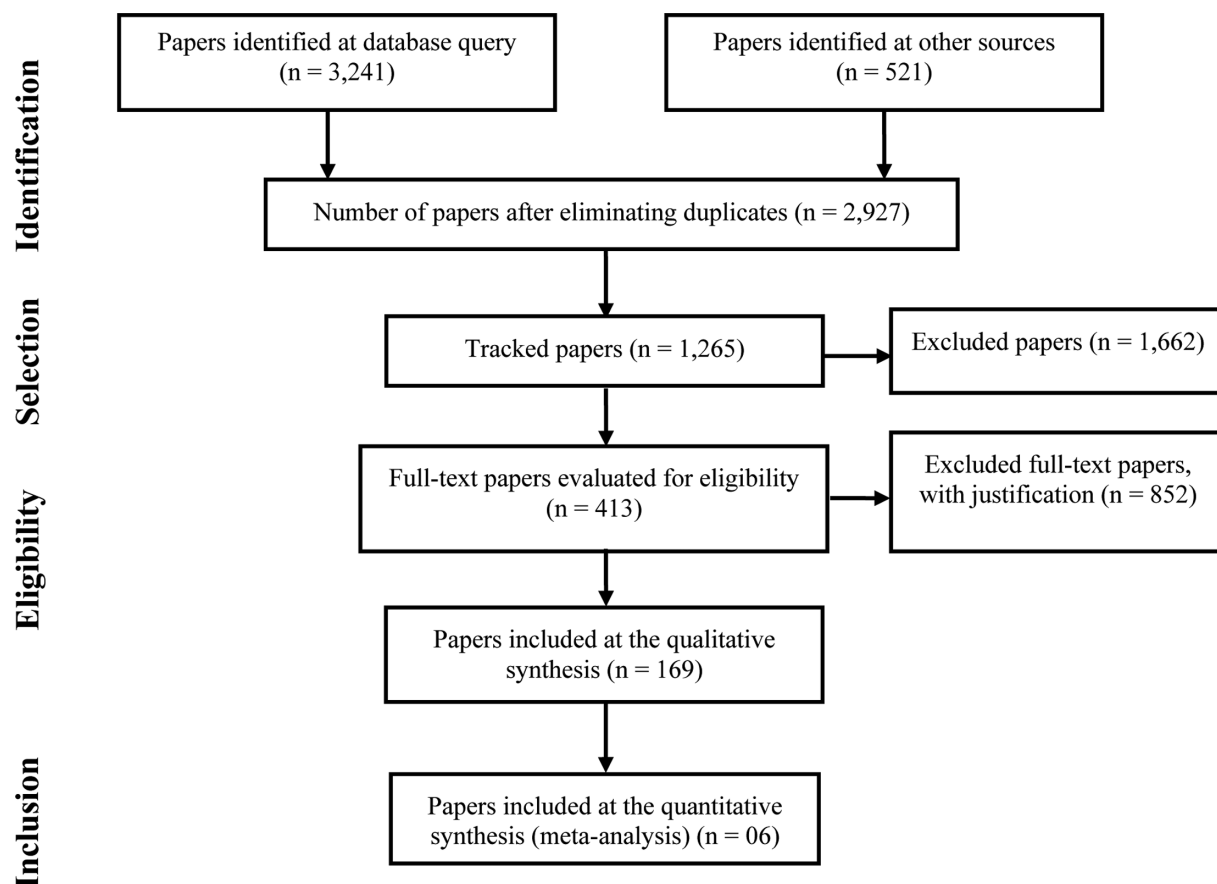 Identification
Papers identified at database query
(n = 3,241)
Papers identified at other sources
(n = 521)
Number of papers after eliminating duplicates (n = 2,927)
Selection
Tracked papers (n = 1,265)
Excluded papers (n = 1,662)
Eligibility
Full-text papers evaluated for eligibility
(n = 413)
Excluded full-text papers,
with justification (n = 852)
Papers included at the qualitative
synthesis (n = 169)
Inclusion
Papers included at the quantitative
synthesis (meta-analysis) (n = 06)